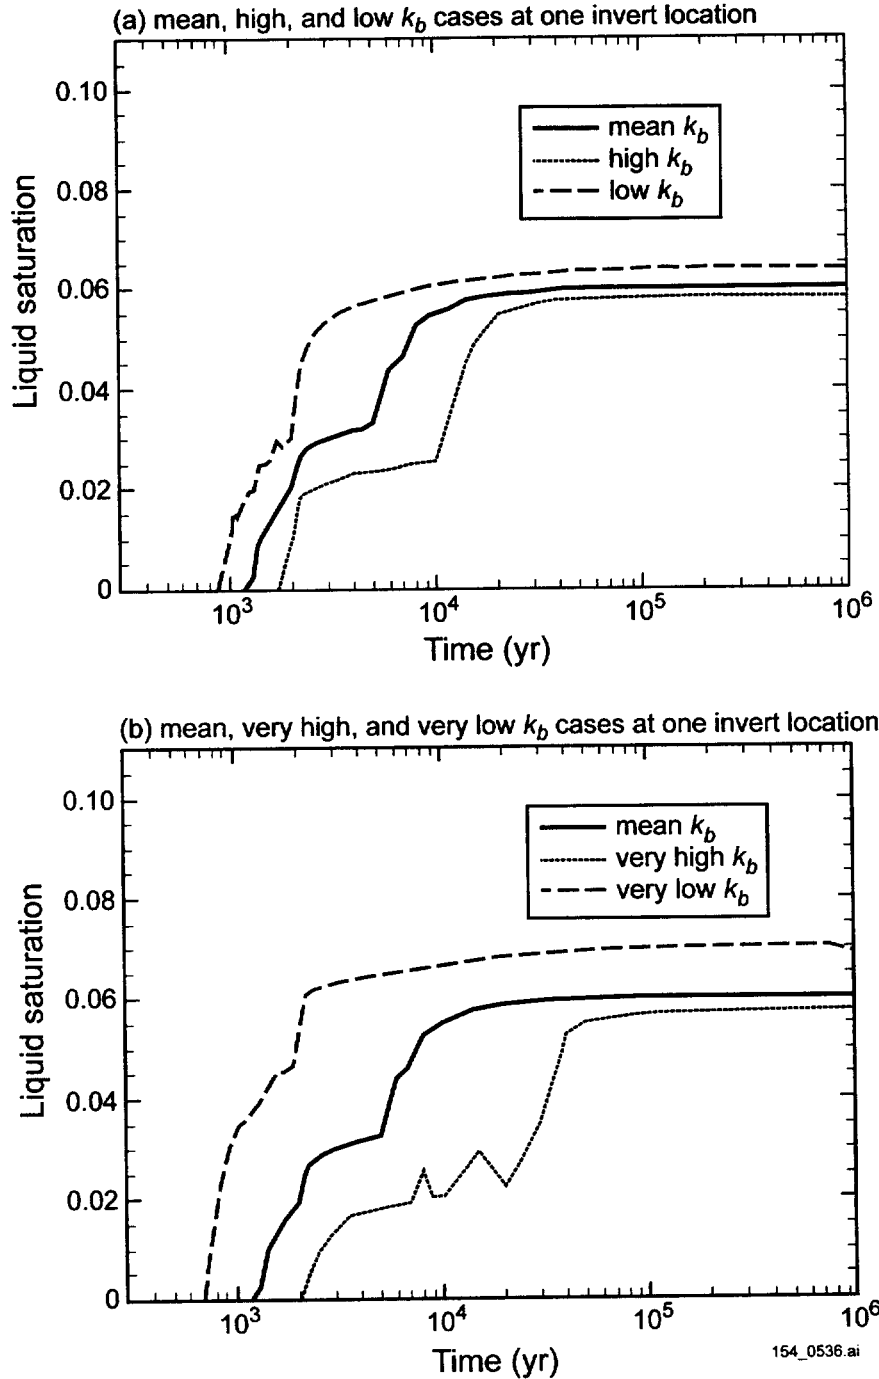 (a) mean, high, and low k_b cases at one invert location
0.10
0.08
0.06
0.04
0.02
0
Liquid saturation
mean k_b
high k_b
low k_b
10^3
10^4
10^5
10^6
Time (yr)
(b) mean, very high, and very low k_b cases at one invert location
0.10
0.08
0.06
0.04
0.02
0
Liquid saturation
mean k_b
very high k_b
very low k_b
10^3
10^4
10^5
10^6
Time (yr)
154_0536.ai